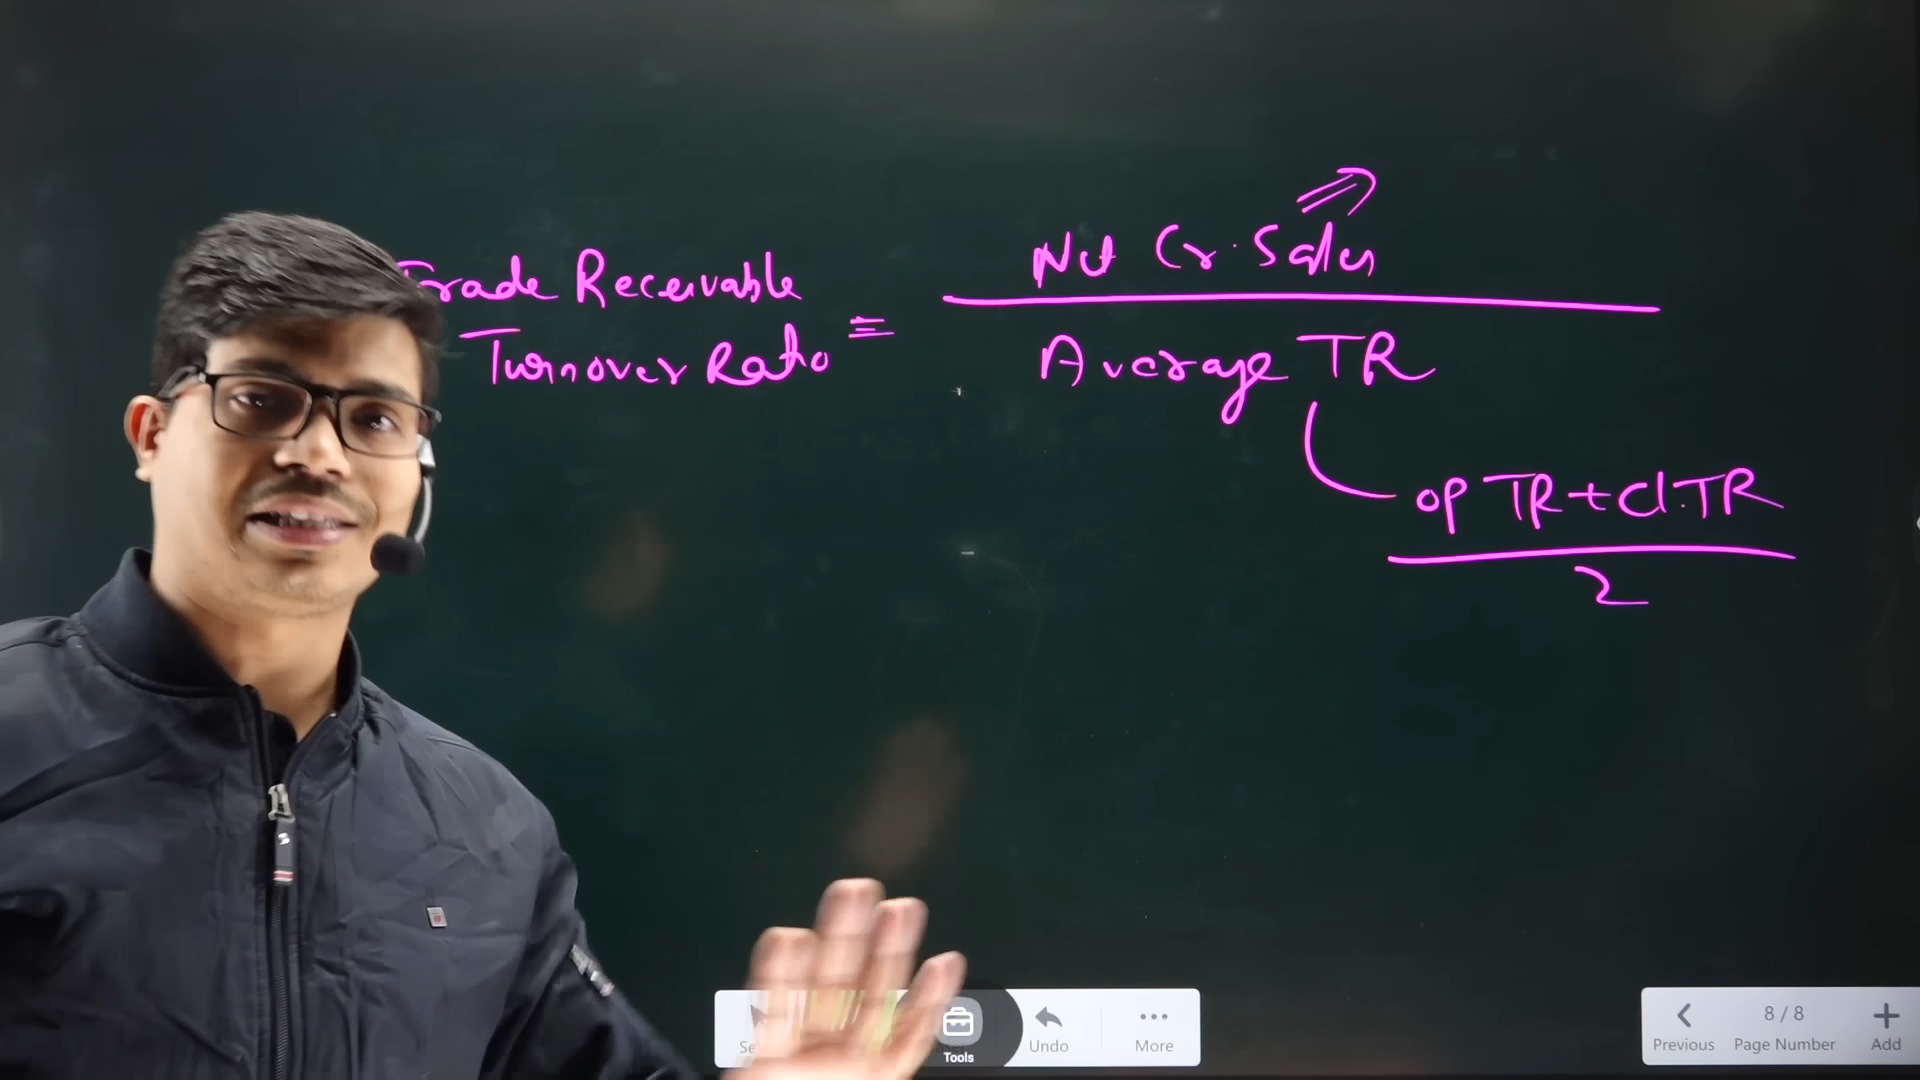 Trade Receivable
Turnover Ratio =
Net Cr. Sales
Average TR
op TR + Cl. TR
2
Undo
More
Tools
Previous
8 / 8
Page Number
Add